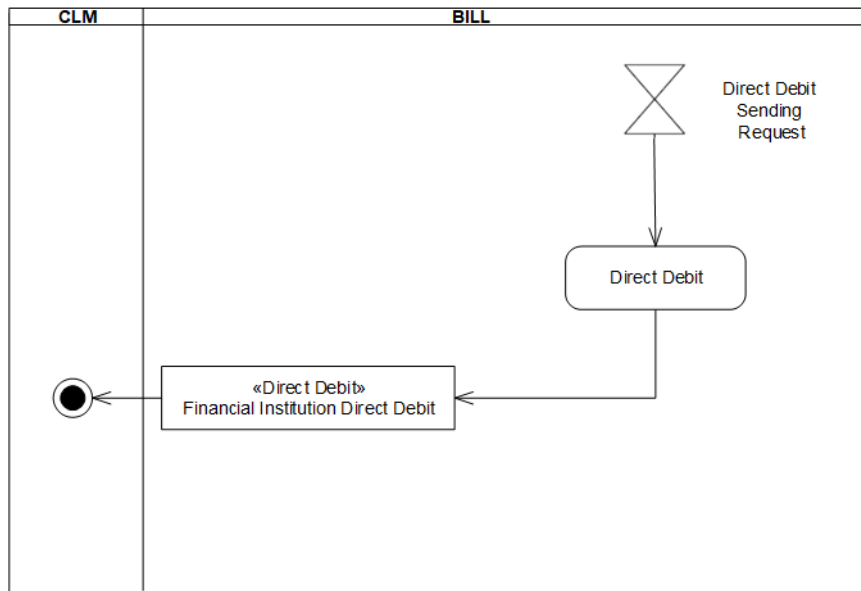 CLM
BILL
Direct Debit
Sending
Request
Direct Debit
«Direct Debit»
Financial Institution Direct Debit